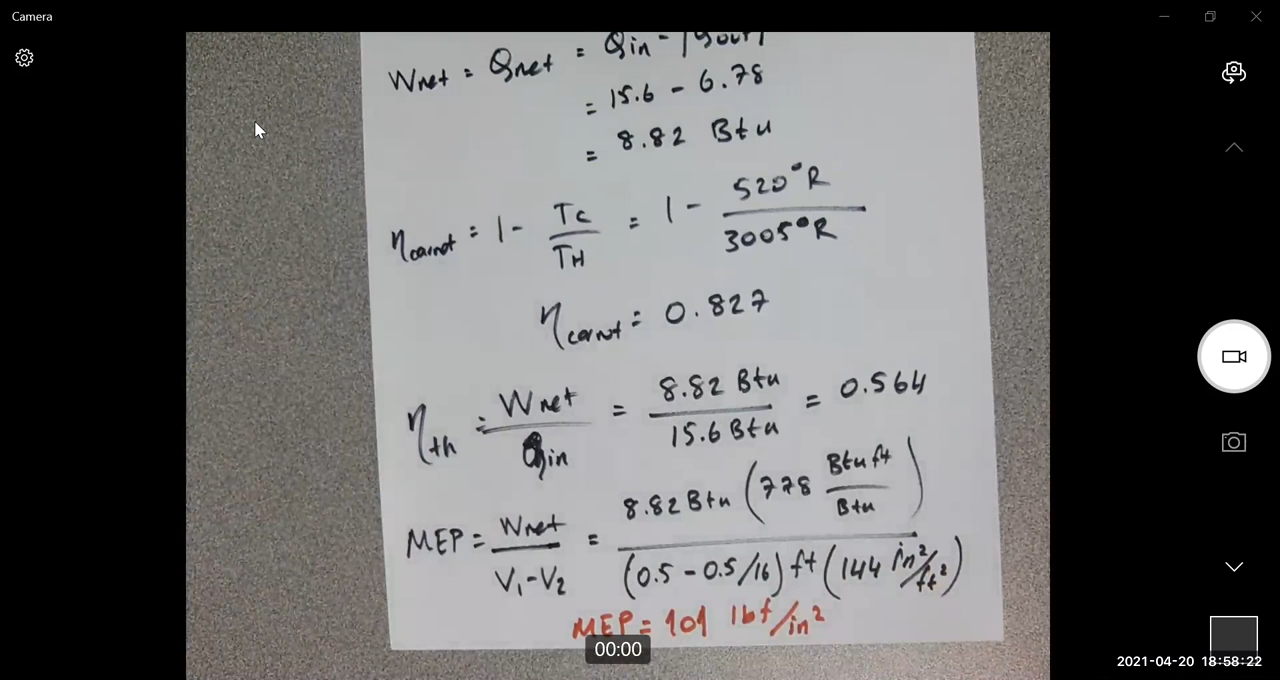 Camera
Wnet = Qnet = Qin - |Qout|
= 15.6 - 6.78
= 8.82 Btu
ηcarnot = 1 - Tc/TH = 1 - 520°R/3005°R
ηcarnot = 0.827
ηth = Wnet/Qin = 8.82 Btu/15.6 Btu = 0.564
MEP = Wnet/V1-V2 = 8.82 Btu (778 Btu ft/Btu)/(0.5 - 0.5/16) ft (144 in²/ft²)
MEP = 101 lbf/in²
00:00
2021-04-20 18:58:22